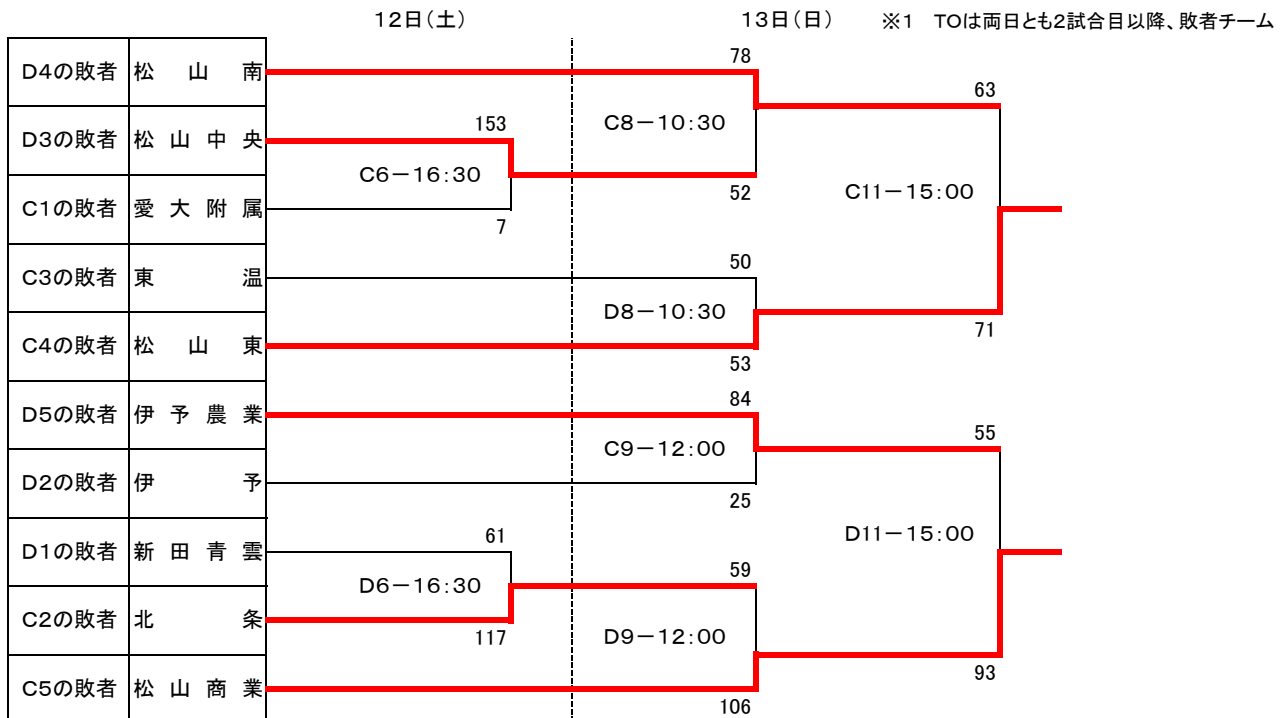 12日(土) 13日(日) ※1 TOは両日とも2試合目以降、敗者チーム
D4の敗者 松山南 78
63
D3の敗者 松山中央 153 C8-10:30
C6-16:30
C1の敗者 愛大附属 7 52 C11-15:00
C3の敗者 東温 50
D8-10:30
C4の敗者 松山東 53 71
D5の敗者 伊予農業 84
55
C9-12:00
D2の敗者 伊予 25
D1の敗者 新田青雲 61 D11-15:00
D6-16:30 59
C2の敗者 北条 117 D9-12:00
93
C5の敗者 松山商業 106